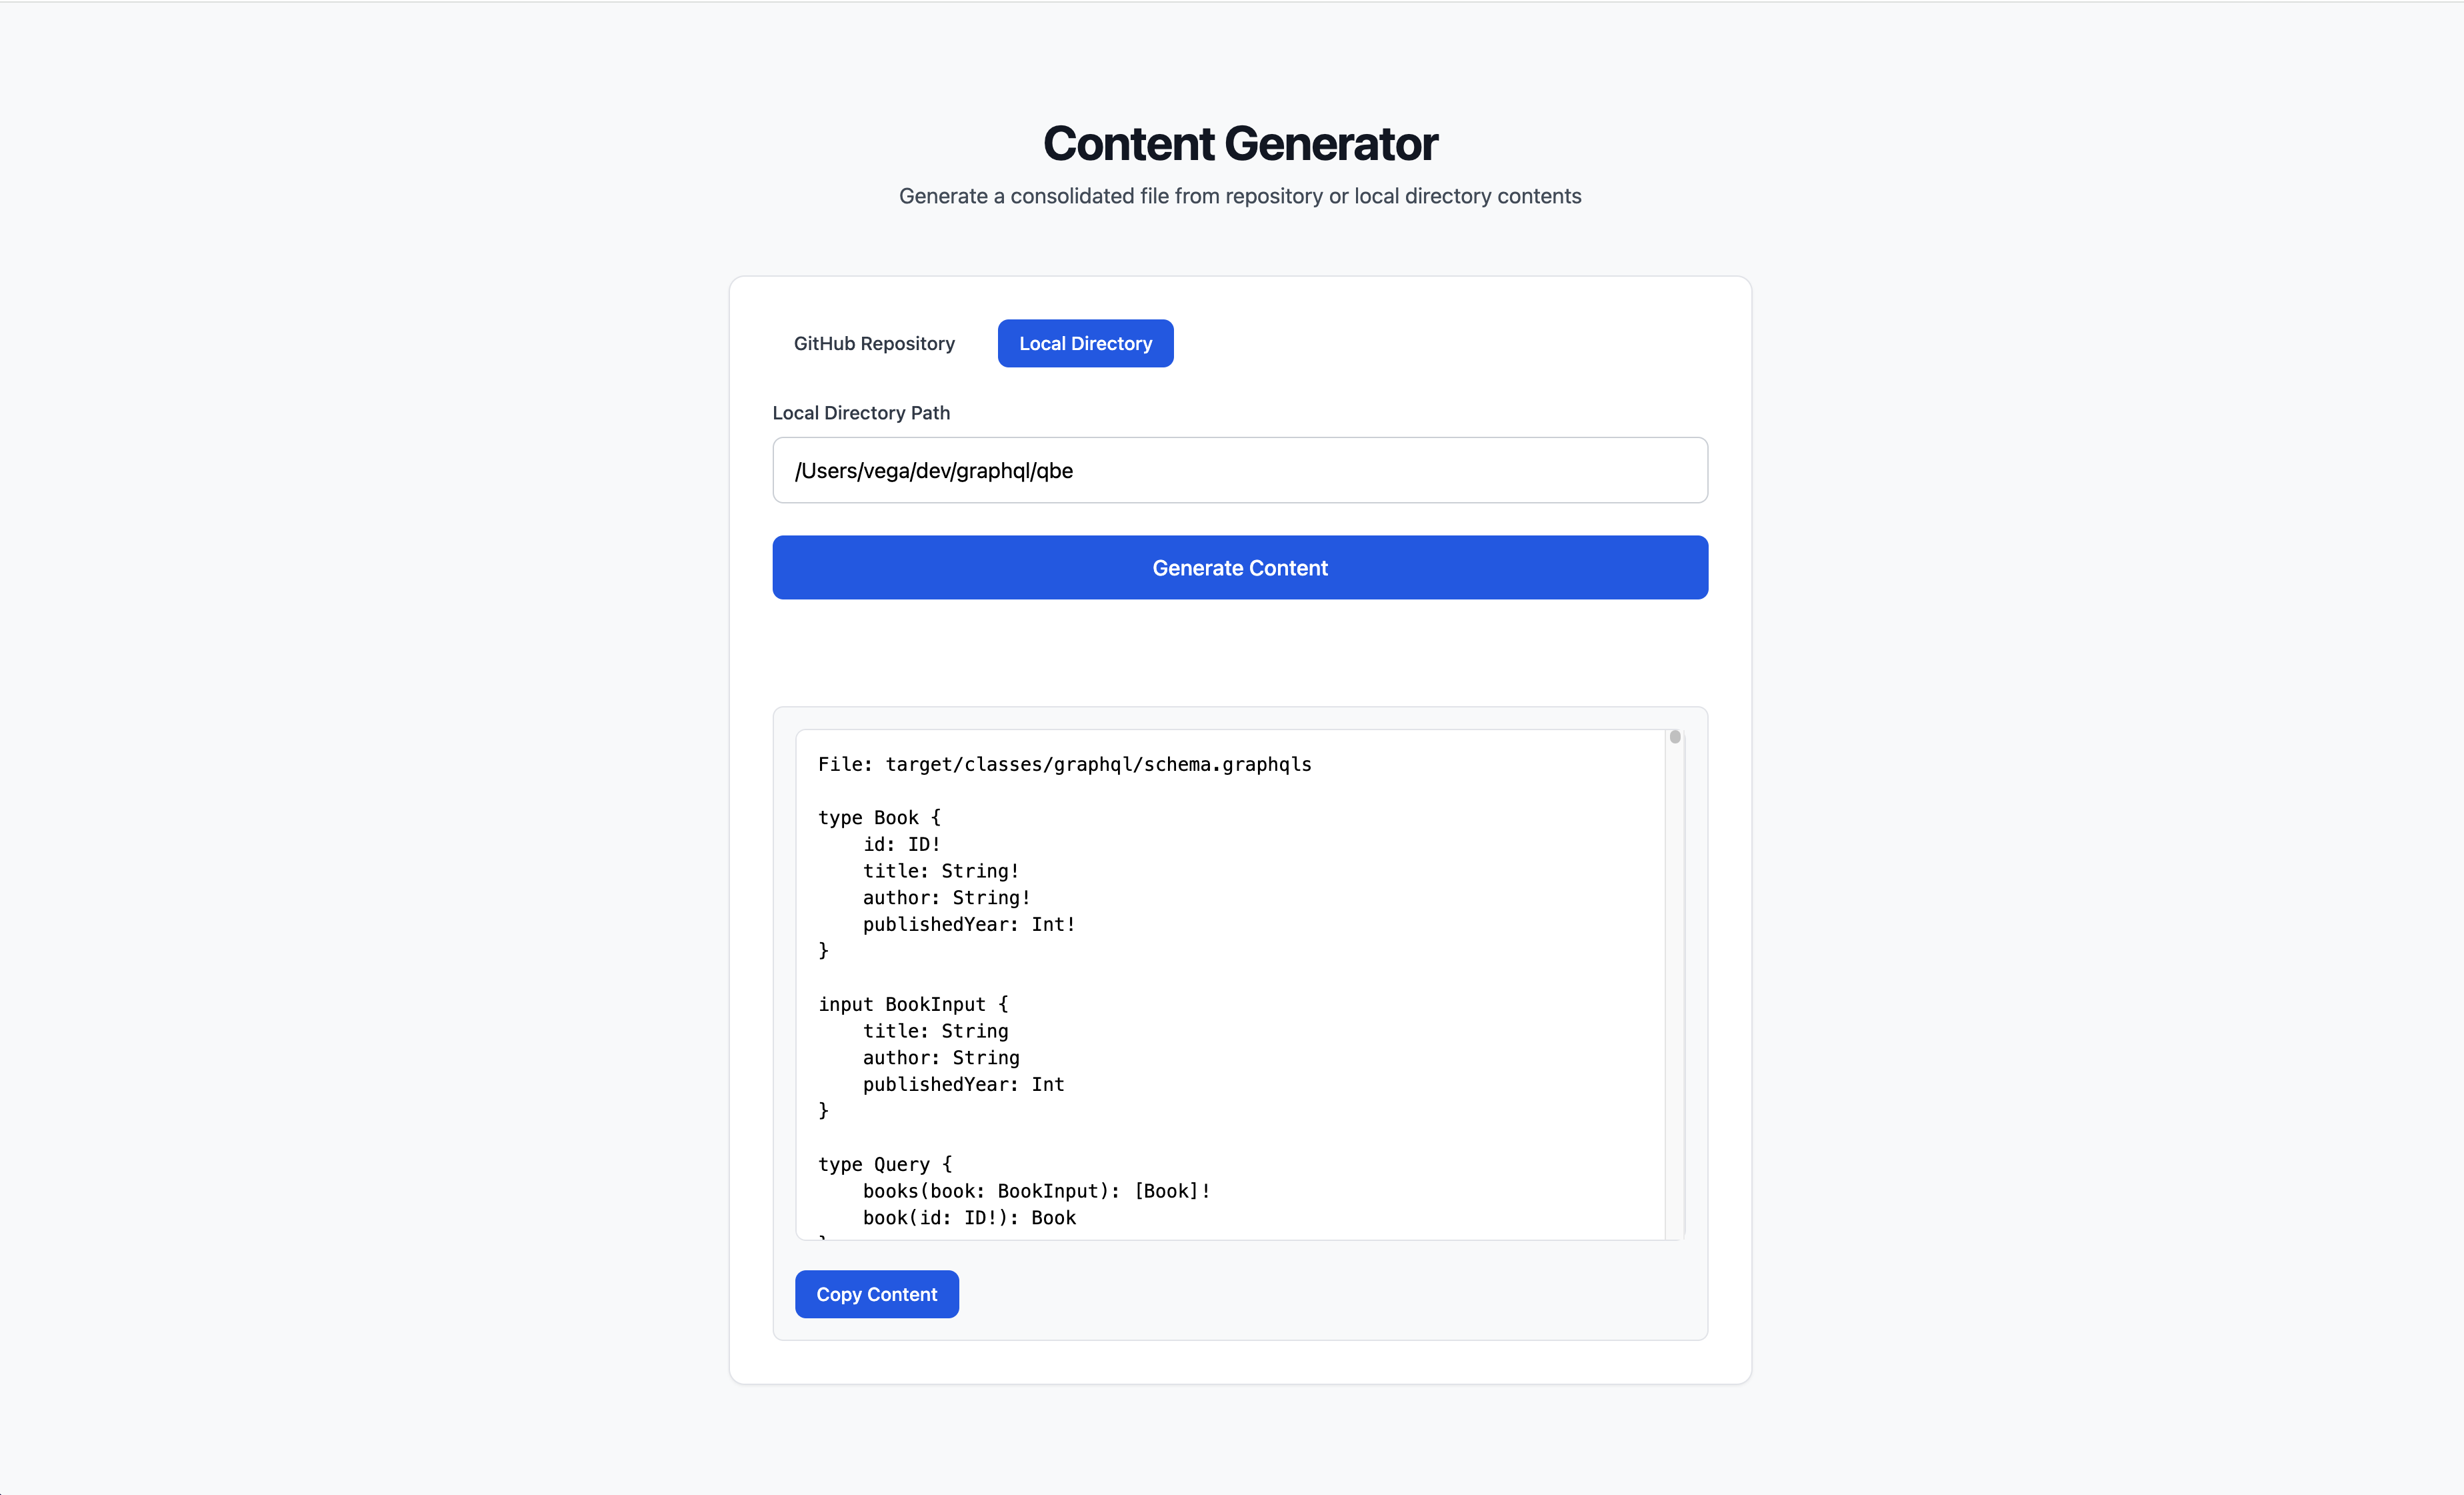 Content Generator
Generate a consolidated file from repository or local directory contents
GitHub Repository
Local Directory
Local Directory Path
/Users/vega/dev/graphql/qbe
Generate Content
File: target/classes/graphql/schema.graphqls
type Book {
    id: ID!
    title: String!
    author: String!
    publishedYear: Int!
}
input BookInput {
    title: String
    author: String
    publishedYear: Int
}
type Query {
    books(book: BookInput): [Book]!
    book(id: ID!): Book
}
Copy Content